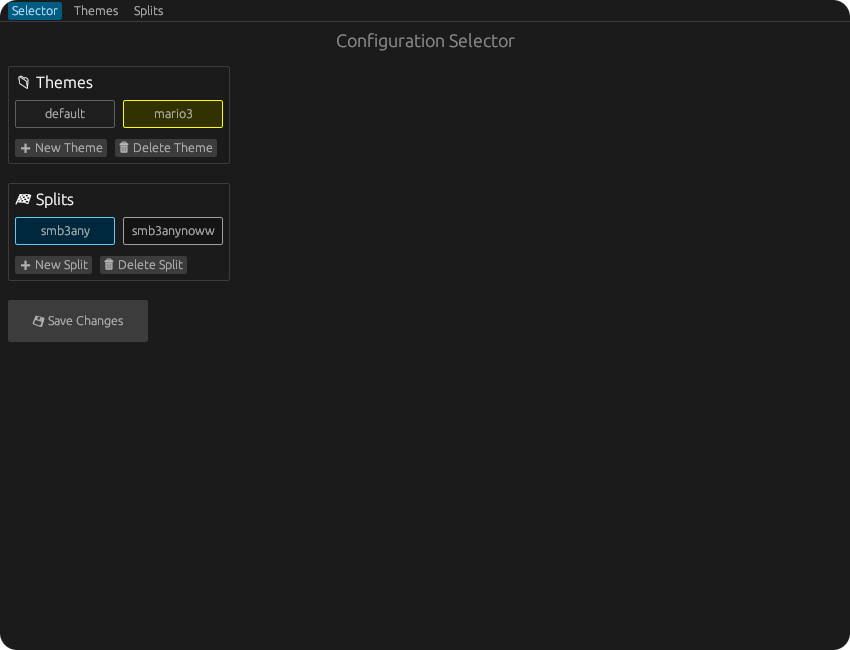 Selector Themes Splits
Configuration Selector
Themes
default mario3
New Theme Delete Theme
Splits
smb3any smb3anynoww
New Split Delete Split
Save Changes